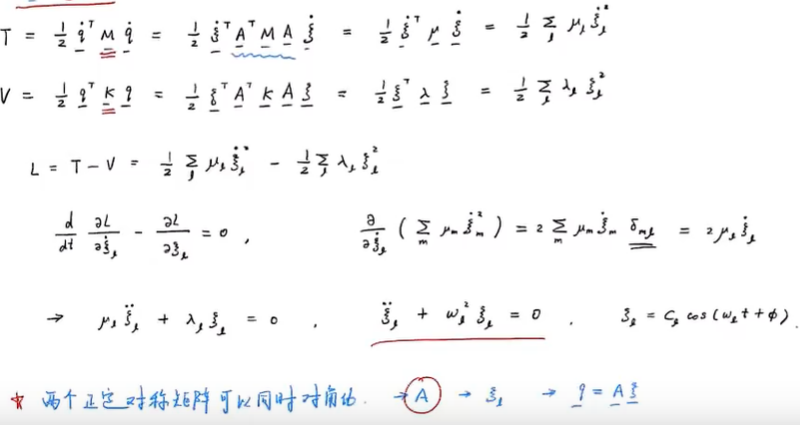 T = ½ q̇ᵀ M q̇ = ½ ξ̇ᵀ Aᵀ M A ξ̇ = ½ ξ̇ᵀ μ ξ̇ = ½ Σ_l μ_l ξ̇_l²
V = ½ qᵀ K q = ½ ξᵀ Aᵀ K A ξ = ½ ξᵀ λ ξ = ½ Σ_l λ_l ξ_l²
L = T - V = ½ Σ_l μ_l ξ̈_l - ½ Σ_l λ_l ξ_l²
d/dt ∂L/∂ξ̇_l - ∂L/∂ξ_l = 0 , ∂/∂ξ̇_l ( Σ_m μ_m ξ̇_m² ) = 2 Σ_m μ_m ξ̇_m δ_ml = 2 μ_l ξ̇_l
→ μ_l ξ̈_l + λ_l ξ_l = 0 . ξ̈_l + ω_l² ξ_l = 0 . ξ_l = C_l cos(ω_l t + ϕ).
* 两个正定对称矩阵可以同时对角化. → A → ξ_l → q = A ξ